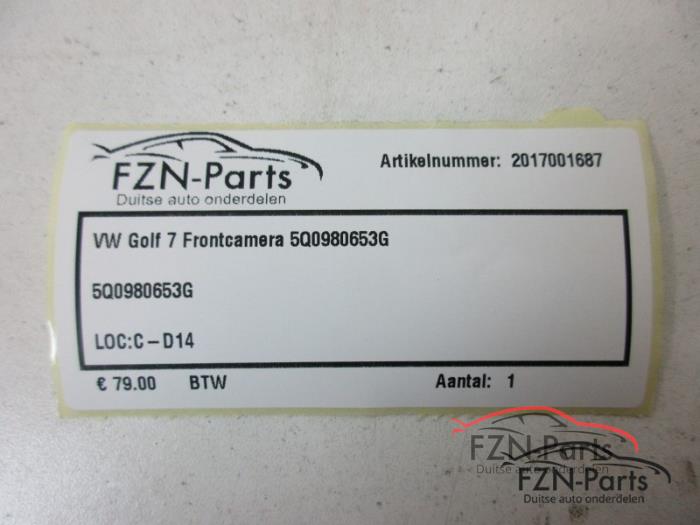 FZN-Parts
Duitse auto onderdelen
Artikelnummer: 2017001687
VW Golf 7 Frontcamera 5Q0980653G
5Q0980653G
LOC:C-D14
€ 79.00 BTW Aantal: 1
FZN-Parts
Duitse auto onderdelen
FZN-Parts
Duitse auto onderdelen